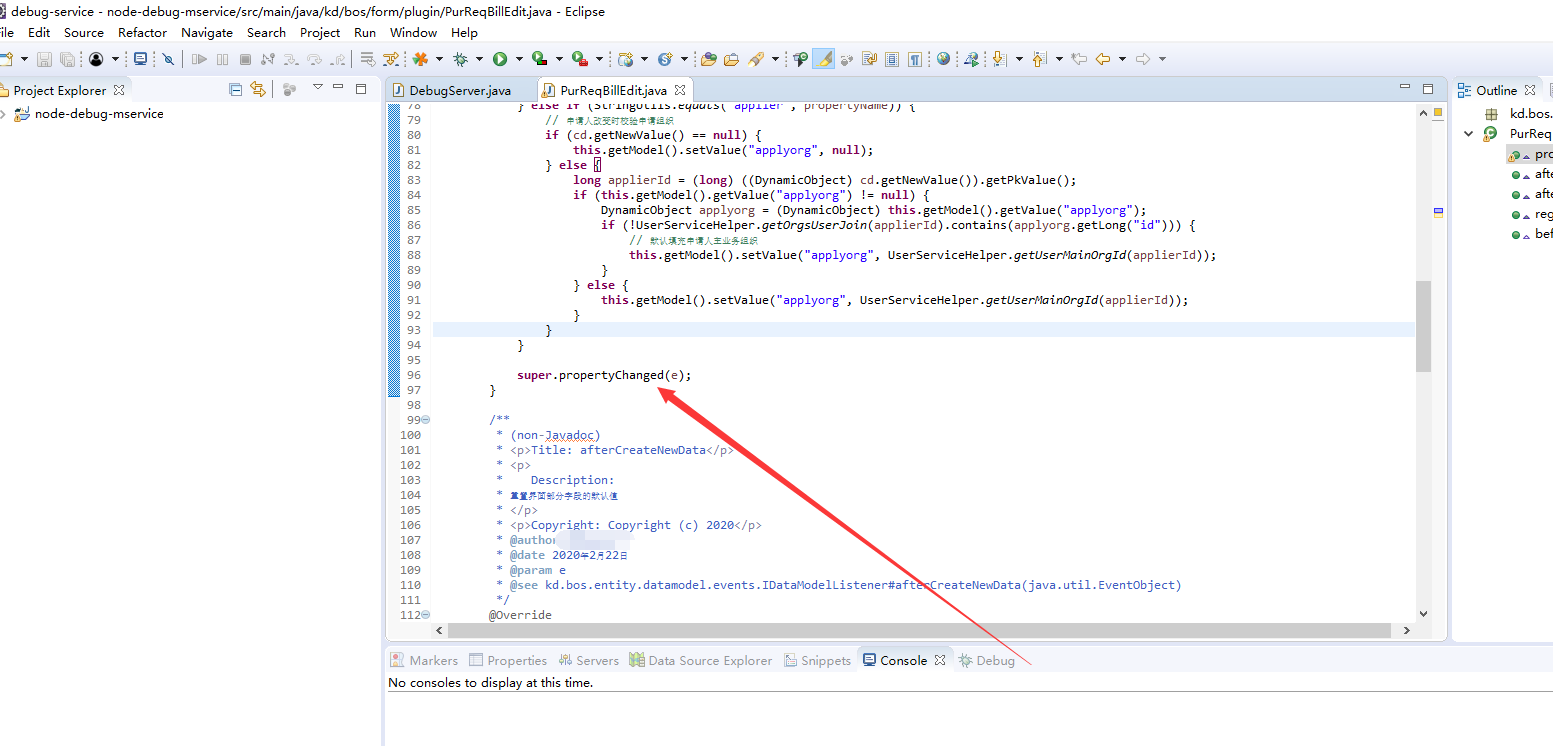 debug-service - node-debug-mservice/src/main/java/kd/bos/form/plugin/PurReqBillEdit.java - Eclipse
File Edit Source Refactor Navigate Search Project Run Window Help
Project Explorer
node-debug-mservice
DebugServer.java
PurReqBillEdit.java
78 } else if (StringUtils.equals("applier", propertyName)) {
79 // 申请人改变时校验申请组织
80 if (cd.getNewValue() == null) {
81 this.getModel().setValue("applyorg", null);
82 } else {
83 long applierId = (long) ((DynamicObject) cd.getNewValue()).getPkValue();
84 if (this.getModel().getValue("applyorg") != null) {
85 DynamicObject applyorg = (DynamicObject) this.getModel().getValue("applyorg");
86 if (!UserServiceHelper.getOrgsUserJoin(applierId).contains(applyorg.getLong("id"))) {
87 // 默认填充申请人主业务组织
88 this.getModel().setValue("applyorg", UserServiceHelper.getUserMainOrgId(applierId));
89 }
90 } else {
91 this.getModel().setValue("applyorg", UserServiceHelper.getUserMainOrgId(applierId));
92 }
93 }
94 }
95
96 super.propertyChanged(e);
97 }
98
99 /**
100 * (non-Javadoc)
101 * <p>Title: afterCreateNewData</p>
102 * <p>
103 * Description:
104 * 重置界面部分字段的默认值
105 * </p>
106 * <p>Copyright: Copyright (c) 2020</p>
107 * @author
108 * @date 2020年2月22日
109 * @param e
110 * @see kd.bos.entity.datamodel.events.IDataModelListener#afterCreateNewData(java.util.EventObject)
111 */
112 @Override
Outline
kd.bos.
PurReq
pro
afte
afte
reg
bef
Markers Properties Servers Data Source Explorer Snippets Console Debug
No consoles to display at this time.